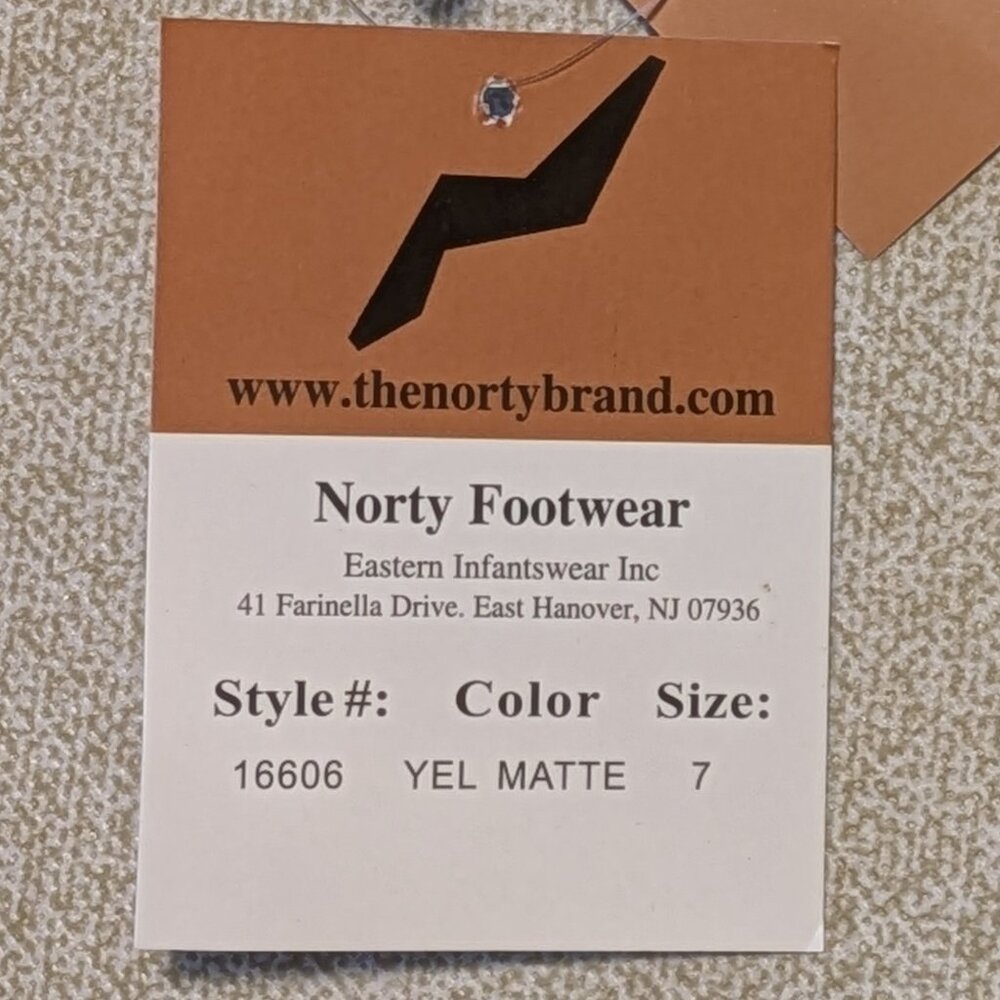 www.thenortybrand.com
Norty Footwear
Eastern Infantswear Inc
41 Farinella Drive. East Hanover, NJ 07936
Style #: Color Size:
16606 YEL MATTE 7